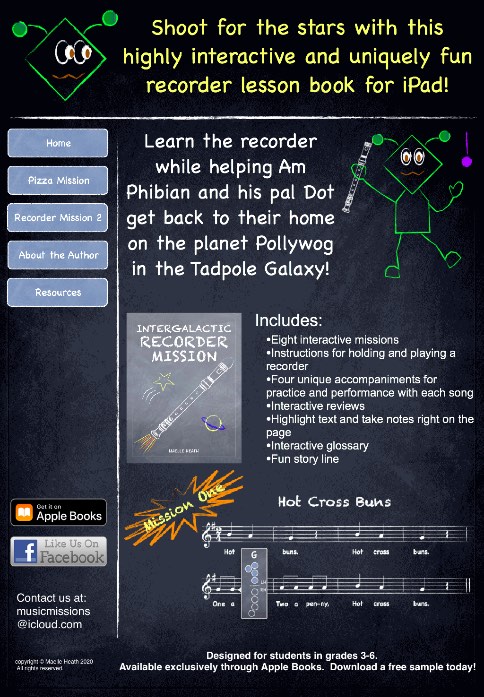 Shoot for the stars with this
highly interactive and uniquely fun
recorder lesson book for iPad!
Home
Pizza Mission
Recorder Mission 2
About the Author
Resources
Learn the recorder
while helping Am
Phibian and his pal Dot
get back to their home
on the planet Pollywog
in the Tadpole Galaxy!
INTERGALACTIC
RECORDER
MISSION
MAELLE HEATH
Includes:
•Eight interactive missions
•Instructions for holding and playing a
recorder
•Four unique accompaniments for
practice and performance with each song
•Interactive reviews
•Highlight text and take notes right on the
page
•Interactive glossary
•Fun story line
Mission One
Hot Cross Buns
Hot buns. Hot cross buns.
G
One a Two a pen-ny, Hot cross buns.
Get it on
Apple Books
Like Us On
Facebook
Contact us at:
musicmissions
@icloud.com
copyright © Maelle Heath 2020
All rights reserved.
Designed for students in grades 3-6.
Available exclusively through Apple Books. Download a free sample today!